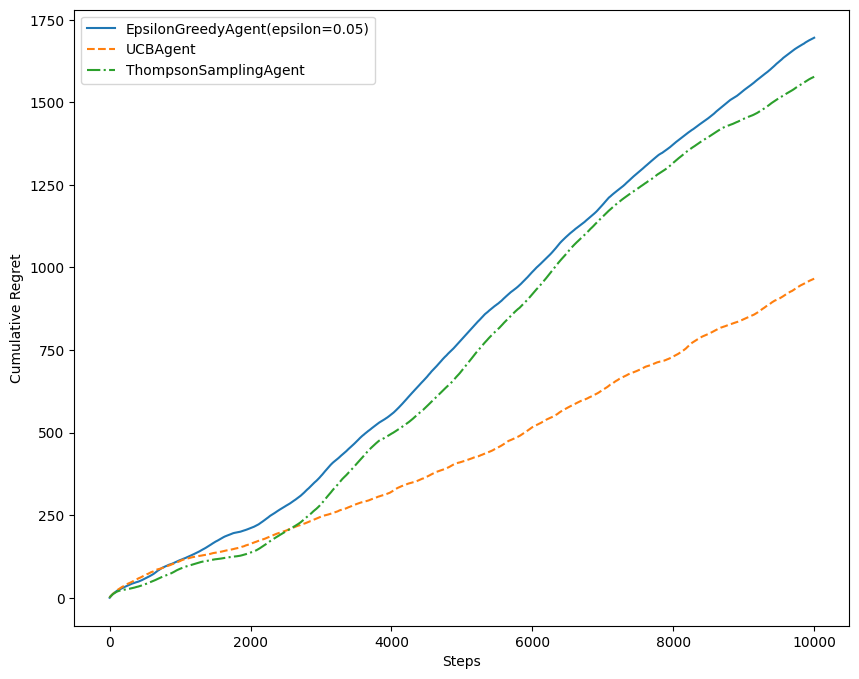 EpsilonGreedyAgent(epsilon=0.05)
UCBAgent
ThompsonSamplingAgent
1750
1500
1250
1000
750
500
250
0
Cumulative Regret
0 2000 4000 6000 8000 10000
Steps